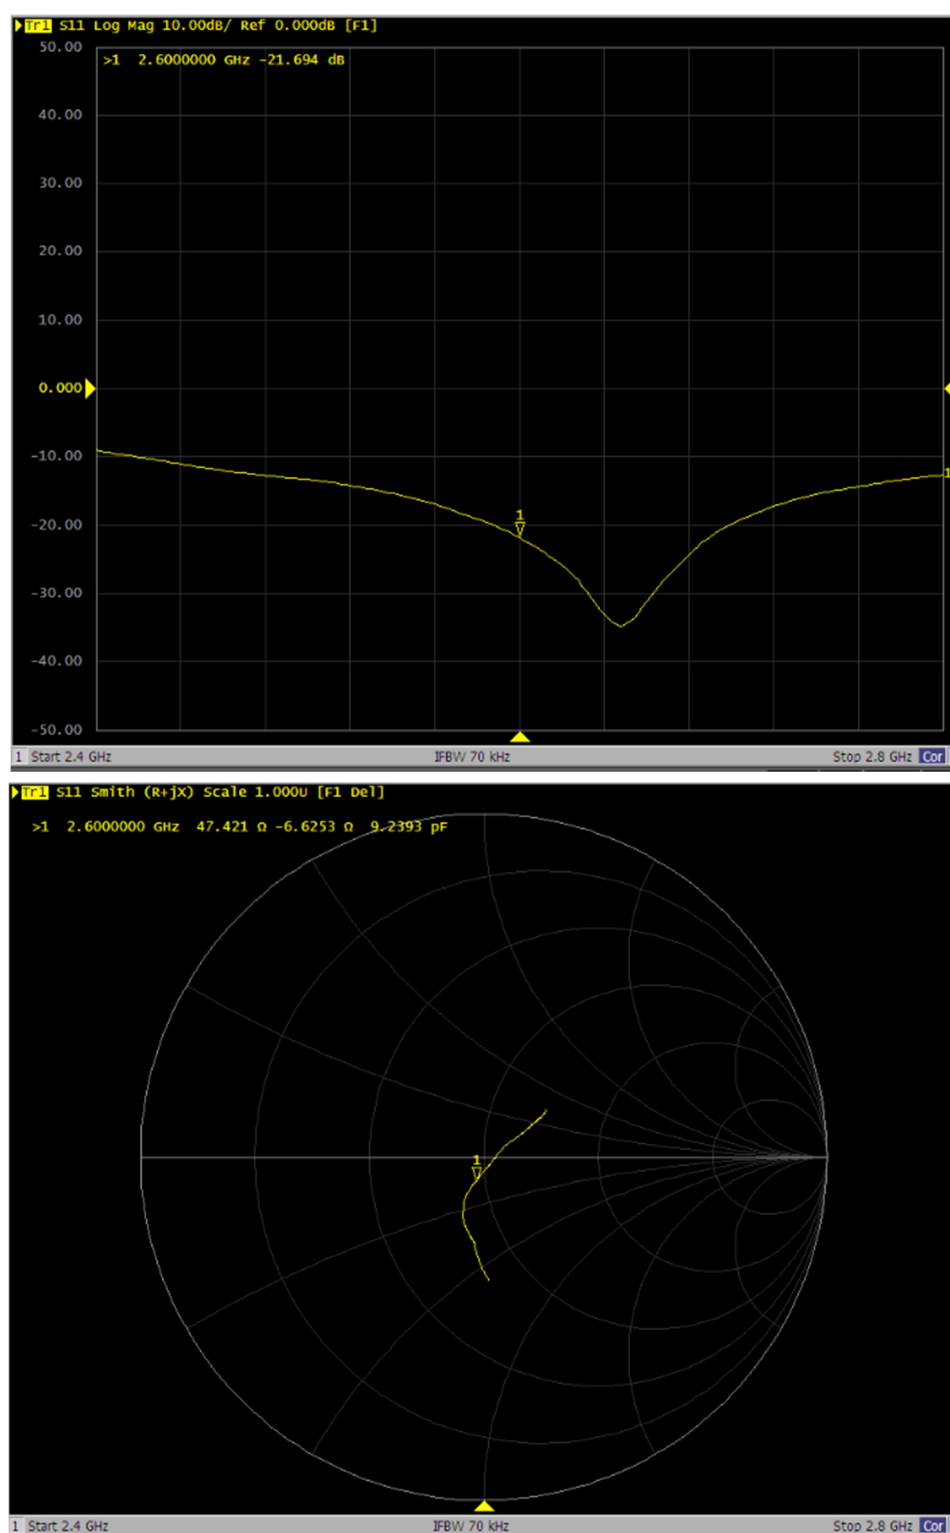 Tr1 S11 Log Mag 10.00dB/ Ref 0.000dB [F1]
50.00
>1 2.6000000 GHz -21.694 dB
40.00
30.00
20.00
10.00
0.000
-10.00
1
1
-20.00
-30.00
-40.00
-50.00
1 Start 2.4 GHz IFBW 70 kHz Stop 2.8 GHz Cor
Tr1 S11 Smith (R+jX) Scale 1.000U [F1 Del]
>1 2.6000000 GHz 47.421 Ω -6.6253 Ω 9.2393 pF
1
1 Start 2.4 GHz IFBW 70 kHz Stop 2.8 GHz Cor